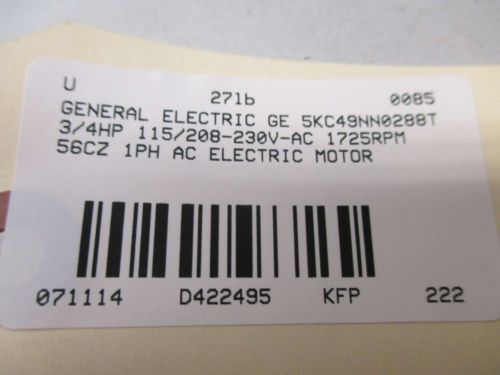 U 27lb 0085
GENERAL ELECTRIC GE 5KC49NN0288T
3/4HP 115/208-230V-AC 1725RPM
56CZ 1PH AC ELECTRIC MOTOR
071114 D422495 KFP 222